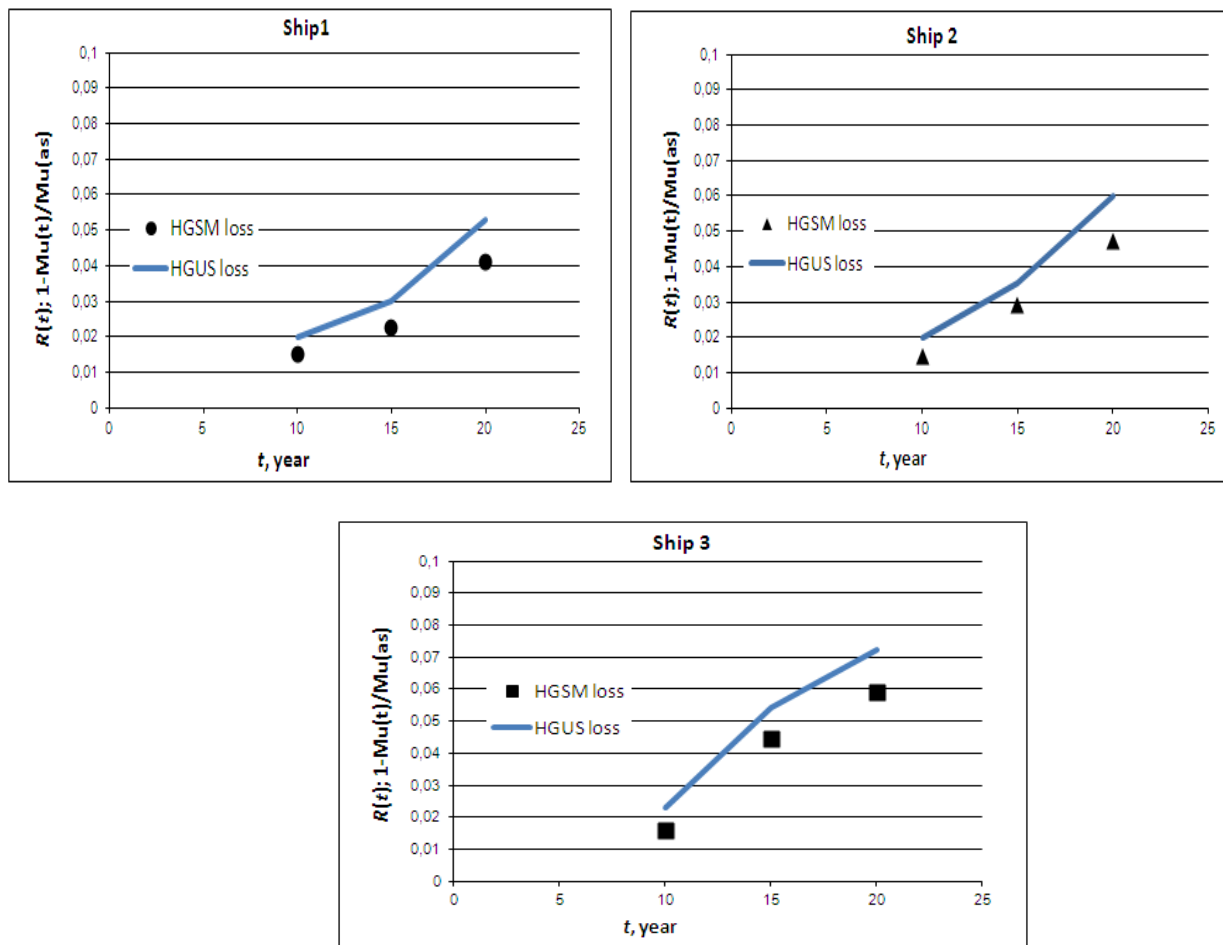 Ship1
R(t); 1-Mu(t)/Mu(as)
0,1
0,09
0,08
0,07
0,06
0,05
0,04
0,03
0,02
0,01
0
HGSM loss
HGUS loss
0 5 10 15 20 25
t, year
Ship 2
R(t); 1-Mu(t)/Mu(as)
0,1
0,09
0,08
0,07
0,06
0,05
0,04
0,03
0,02
0,01
0
HGSM loss
HGUS loss
0 5 10 15 20 25
t, year
Ship 3
R(t); 1-Mu(t)/Mu(as)
0,1
0,09
0,08
0,07
0,06
0,05
0,04
0,03
0,02
0,01
0
HGSM loss
HGUS loss
0 5 10 15 20 25
t, year